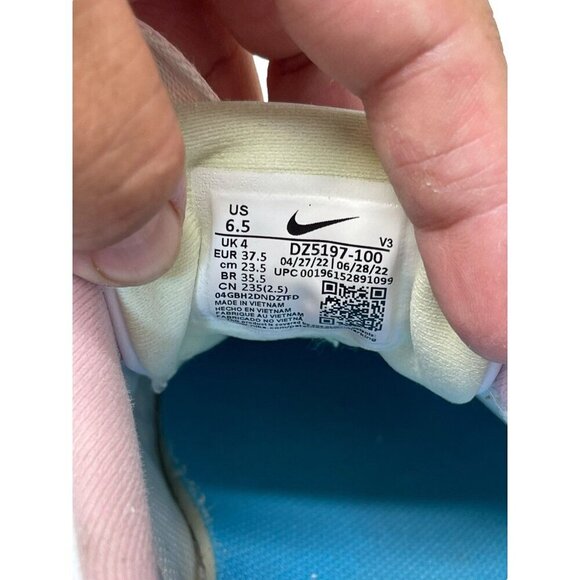 US
6.5
UK 4
EUR 37.5
cm 23.5
BR 35.5
CN 235(2.5)
04GBH2DNDZTFD
MADE IN VIETNAM
HECHO EN VIETNAM
FABRIQUE AU VIETNAM
FABRICADO NO VIETNÃ
V3
DZ5197-100
04/27/22 06/28/22
UPC 00196152891099